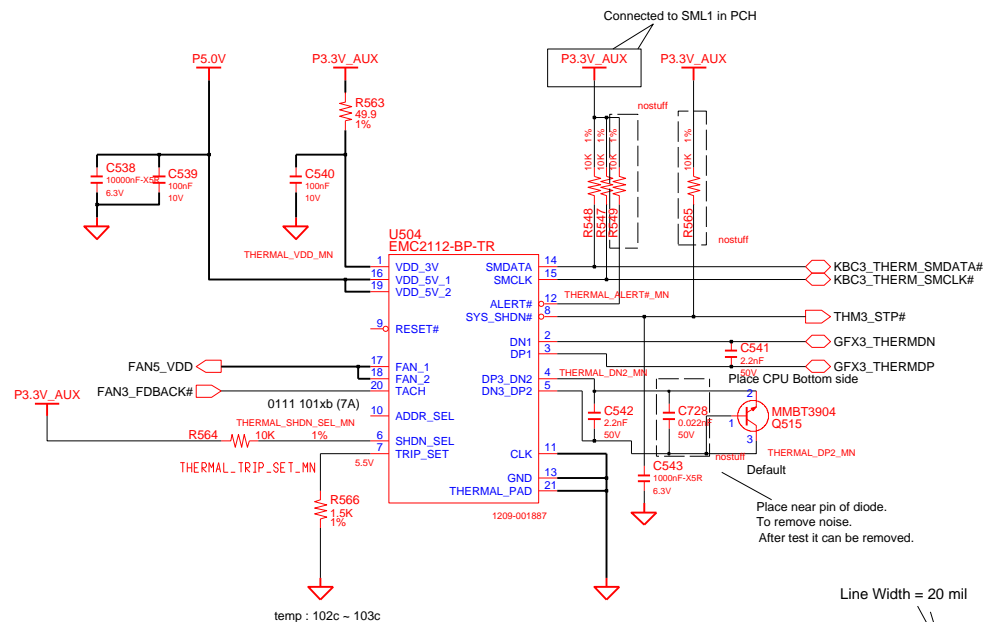 Connected to SML1 in PCH
P5.0V
P3.3V_AUX
P3.3V_AUX
P3.3V_AUX
R563
49.9
1%
nostuff
10K 1%
10K 1%
10K 1%
10K 1%
R548
R547
R549
R565
nostuff
C538
10000nF-X5R
6.3V
C539
100nF
10V
C540
100nF
10V
THERMAL_VDD_MN
U504
EMC2112-BP-TR
1 VDD_3V
16 VDD_5V_1
19 VDD_5V_2
9 RESET#
17 FAN_1
18 FAN_2
20 TACH
10 ADDR_SEL
6 SHDN_SEL
7 TRIP_SET
SMDATA 14
SMCLK 15
ALERT# 12
SYS_SHDN# 8
DN1 2
DP1 3
DP3_DN2 4
DN3_DP2 5
CLK 11
GND 13
THERMAL_PAD 21
1209-001887
KBC3_THERM_SMDATA#
KBC3_THERM_SMCLK#
THERMAL_ALERT#_MN
THM3_STP#
GFX3_THERMDN
C541
2.2nF
50V
GFX3_THERMDP
THERMAL_DN2_MN
Place CPU Bottom side
FAN5_VDD
FAN3_FDBACK#
P3.3V_AUX
0111 101xb (7A)
THERMAL_SHDN_SEL_MN
R564 10K 1%
THERMAL_TRIP_SET_MN
5.5V
R566
1.5K
1%
temp : 102c ~ 103c
C542
2.2nF
50V
C728
0.022nF
50V
nostuff
2
1
3
MMBT3904
Q515
THERMAL_DP2_MN
Default
C543
1000nF-X5R
6.3V
Place near pin of diode.
To remove noise.
After test it can be removed.
Line Width = 20 mil